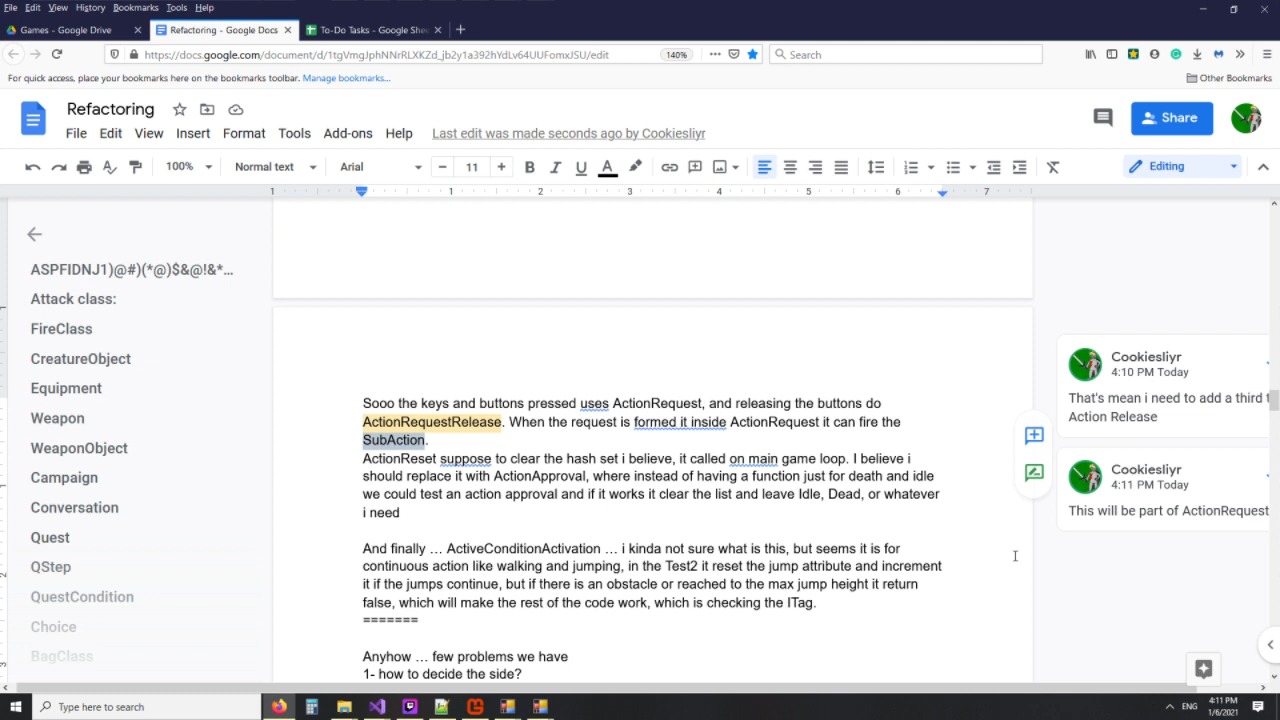 File Edit View History Bookmarks Tools Help
Games - Google Drive
Refactoring - Google Docs
To-Do Tasks - Google Shee
https://docs.google.com/document/d/1tgVmgJphNNrRLXKZd_jb2y1a392hYdLv64UUFomxJSU/edit
140%
Search
For quick access, place your bookmarks here on the bookmarks toolbar. Manage bookmarks...
Other Bookmarks
Refactoring
File Edit View Insert Format Tools Add-ons Help Last edit was made seconds ago by Cookiesliyr
Share
100% Normal text Arial 11 B I U A Editing
1 1 2 3 4 5 6 7
ASPFIDNJ1)@#)(*@)$&@!&*...
Attack class:
FireClass
CreatureObject
Equipment
Weapon
WeaponObject
Campaign
Conversation
Quest
QStep
QuestCondition
Choice
BagClass
Sooo the keys and buttons pressed uses ActionRequest, and releasing the buttons do
ActionRequestRelease. When the request is formed it inside ActionRequest it can fire the
SubAction.
ActionReset suppose to clear the hash set i believe, it called on main game loop. I believe i
should replace it with ActionApproval, where instead of having a function just for death and idle
we could test an action approval and if it works it clear the list and leave Idle, Dead, or whatever
i need
And finally … ActiveConditionActivation … i kinda not sure what is this, but seems it is for
continuous action like walking and jumping, in the Test2 it reset the jump attribute and increment
it if the jumps continue, but if there is an obstacle or reached to the max jump height it return
false, which will make the rest of the code work, which is checking the ITag.
=======
Anyhow … few problems we have
1- how to decide the side?
Cookiesliyr
4:10 PM Today
That's mean i need to add a third t
Action Release
Cookiesliyr
4:11 PM Today
This will be part of ActionRequest
Type here to search
ENG
4:11 PM
1/6/2021